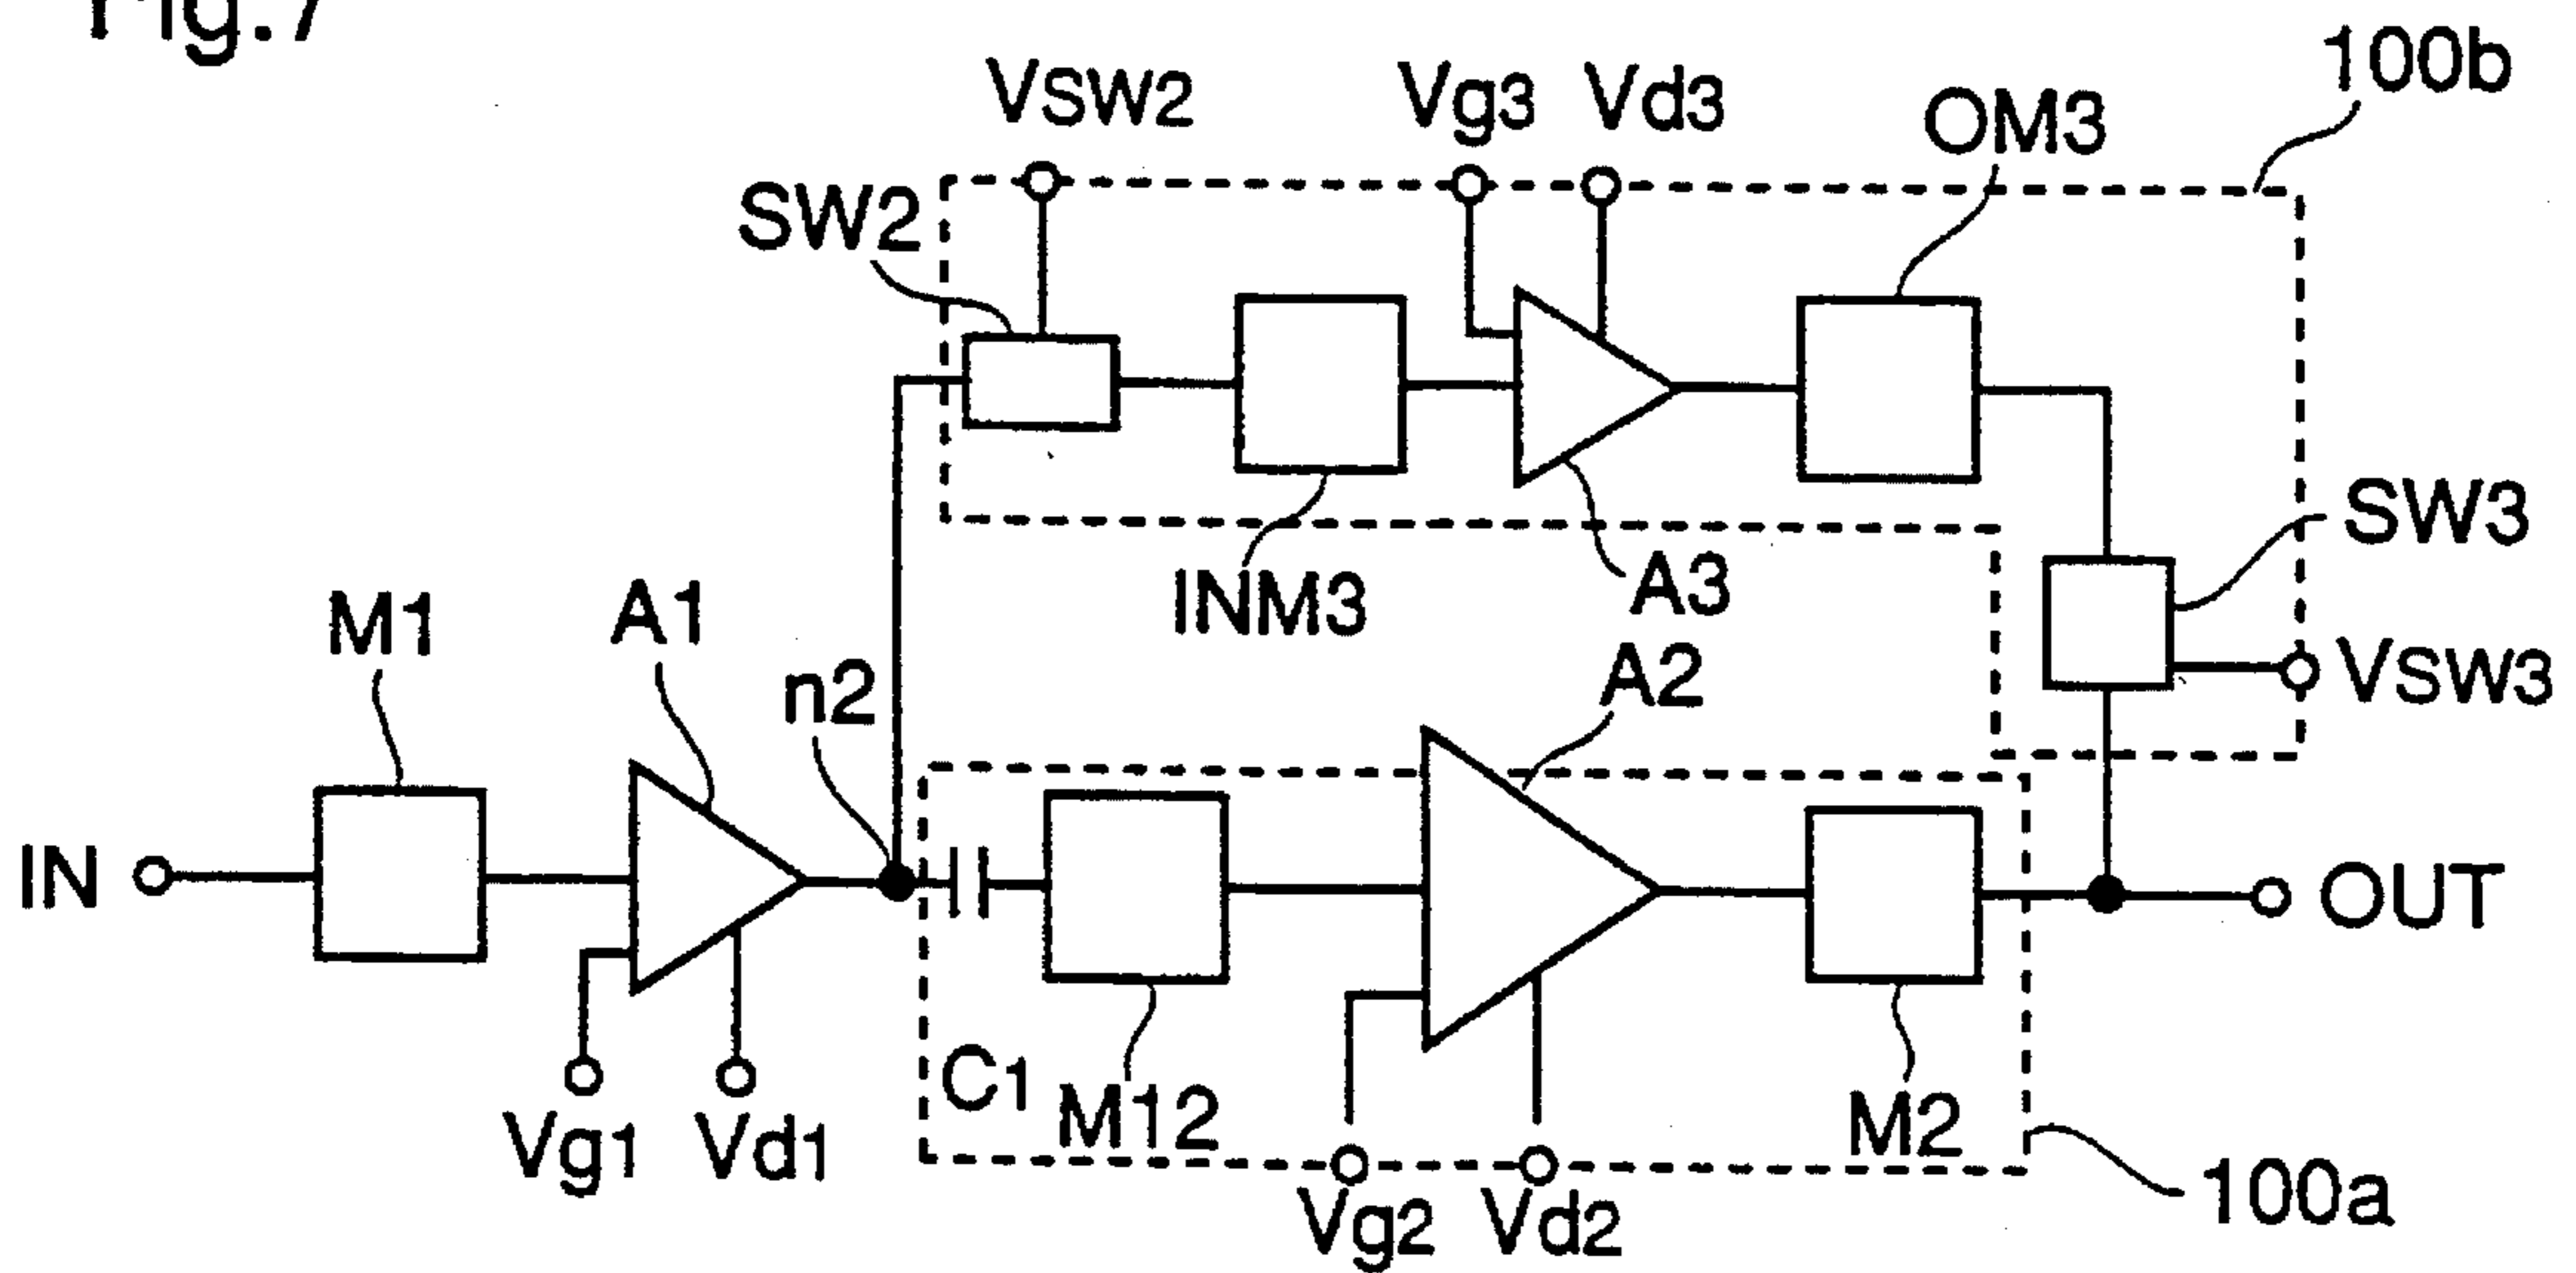 Fig.7
100b
VSW2
Vg3
Vd3
OM3
SW2
SW3
INM3
A3
M1
A1
n2
A2
VSW3
IN
OUT
C1
M12
M2
Vg1
Vd1
Vg2
Vd2
100a